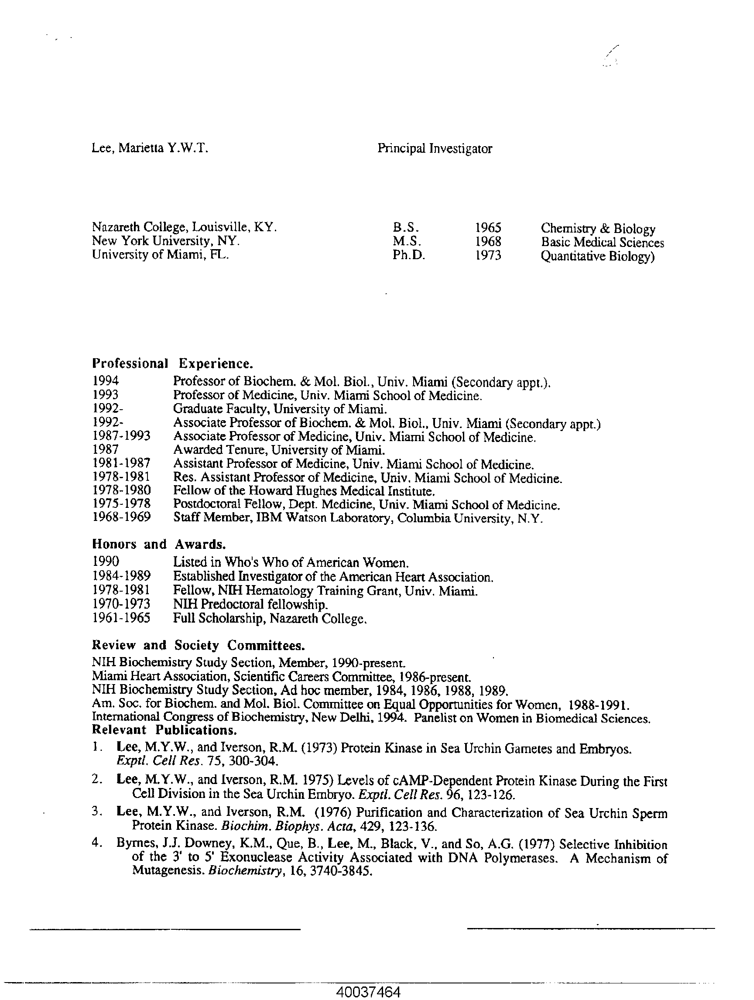 Lee, Marietta Y.W.T. Principal Investigator
Nazareth College, Louisville, KY. B.S. 1965 Chemistry & Biology
New York University, NY. M.S. 1968 Basic Medical Sciences
University of Miami, FL. Ph.D. 1973 Quantitative Biology)
Professional Experience.
1994 Professor of Biochem. & Mol. Biol., Univ. Miami (Secondary appt.).
1993 Professor of Medicine, Univ. Miami School of Medicine.
1992- Graduate Faculty, University of Miami.
1992- Associate Professor of Biochem. & Mol. Biol., Univ. Miami (Secondary appt.)
1987-1993 Associate Professor of Medicine, Univ. Miami School of Medicine.
1987 Awarded Tenure, University of Miami.
1981-1987 Assistant Professor of Medicine, Univ. Miami School of Medicine.
1978-1981 Res. Assistant Professor of Medicine, Univ. Miami School of Medicine.
1978-1980 Fellow of the Howard Hughes Medical Institute.
1975-1978 Postdoctoral Fellow, Dept. Medicine, Univ. Miami School of Medicine.
1968-1969 Staff Member, IBM Watson Laboratory, Columbia University, N.Y.
Honors and Awards.
1990 Listed in Who's Who of American Women.
1984-1989 Established Investigator of the American Heart Association.
1978-1981 Fellow, NIH Hematology Training Grant, Univ. Miami.
1970-1973 NIH Predoctoral fellowship.
1961-1965 Full Scholarship, Nazareth College.
Review and Society Committees.
NIH Biochemistry Study Section, Member, 1990-present.
Miami Heart Association, Scientific Careers Committee, 1986-present.
NIH Biochemistry Study Section, Ad hoc member, 1984, 1986, 1988, 1989.
Am. Soc. for Biochem. and Mol. Biol. Committee on Equal Opportunities for Women, 1988-1991.
International Congress of Biochemistry, New Delhi, 1994. Panelist on Women in Biomedical Sciences.
Relevant Publications.
1. Lee, M.Y.W., and Iverson, R.M. (1973) Protein Kinase in Sea Urchin Gametes and Embryos.
Exptl. Cell Res. 75, 300-304.
2. Lee, M.Y.W., and Iverson, R.M. 1975) Levels of cAMP-Dependent Protein Kinase During the First
Cell Division in the Sea Urchin Embryo. Exptl. Cell Res. 96, 123-126.
3. Lee, M.Y.W., and Iverson, R.M. (1976) Purification and Characterization of Sea Urchin Sperm
Protein Kinase. Biochim. Biophys. Acta, 429, 123-136.
4. Byrnes, J.J. Downey, K.M., Que, B., Lee, M., Black, V., and So, A.G. (1977) Selective Inhibition
of the 3' to 5' Exonuclease Activity Associated with DNA Polymerases. A Mechanism of
Mutagenesis. Biochemistry, 16, 3740-3845.
40037464